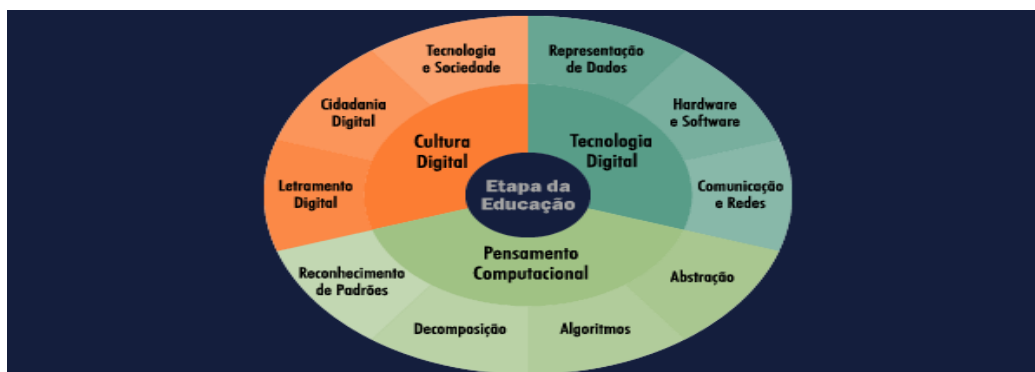 Tecnologia
e Sociedade
Representação
de Dados
Cidadania
Digital
Hardware
e Software
Cultura
Digital
Tecnologia
Digital
Letramento
Digital
Etapa da
Educação
Comunicação
e Redes
Pensamento
Computacional
Reconhecimento
de Padrões
Abstração
Decomposição
Algoritmos